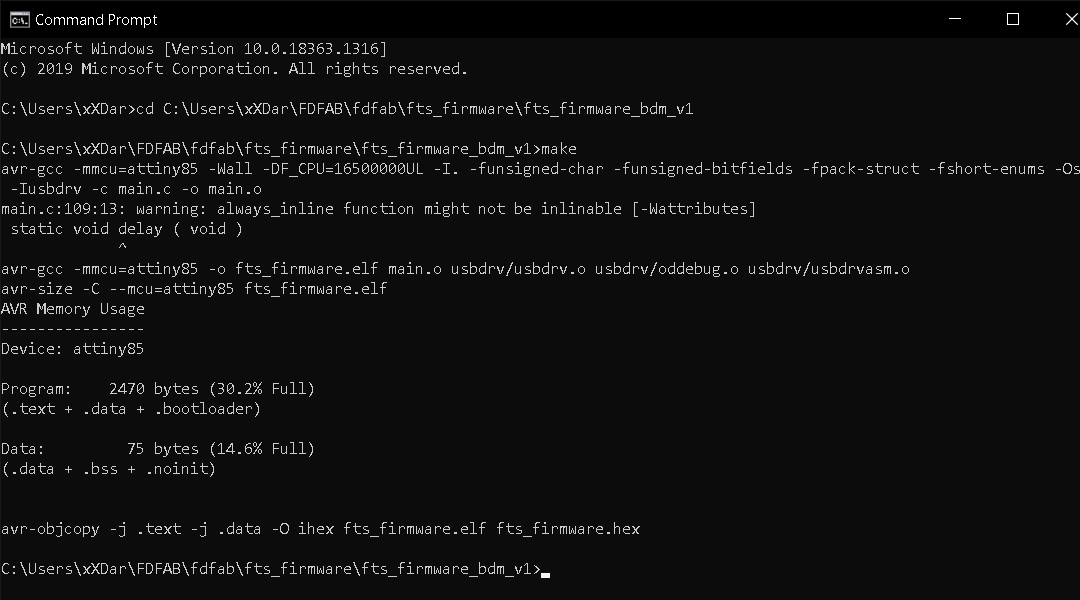 Command Prompt
Microsoft Windows [Version 10.0.18363.1316]
(c) 2019 Microsoft Corporation. All rights reserved.
C:\Users\xXDar>cd C:\Users\xXDar\FDFAB\fdfab\fts_firmware\fts_firmware_bdm_v1
C:\Users\xXDar\FDFAB\fdfab\fts_firmware\fts_firmware_bdm_v1>make
avr-gcc -mmcu=attiny85 -Wall -DF_CPU=16500000UL -I. -funsigned-char -funsigned-bitfields -fpack-struct -fshort-enums -Os
-Iusbdrv -c main.c -o main.o
main.c:109:13: warning: always_inline function might not be inlinable [-Wattributes]
static void delay ( void )
^
avr-gcc -mmcu=attiny85 -o fts_firmware.elf main.o usbdrv/usbdrv.o usbdrv/oddebug.o usbdrv/usbdrvasm.o
avr-size -C --mcu=attiny85 fts_firmware.elf
AVR Memory Usage
----------------
Device: attiny85
Program:    2470 bytes (30.2% Full)
(.text + .data + .bootloader)
Data:         75 bytes (14.6% Full)
(.data + .bss + .noinit)
avr-objcopy -j .text -j .data -O ihex fts_firmware.elf fts_firmware.hex
C:\Users\xXDar\FDFAB\fdfab\fts_firmware\fts_firmware_bdm_v1>